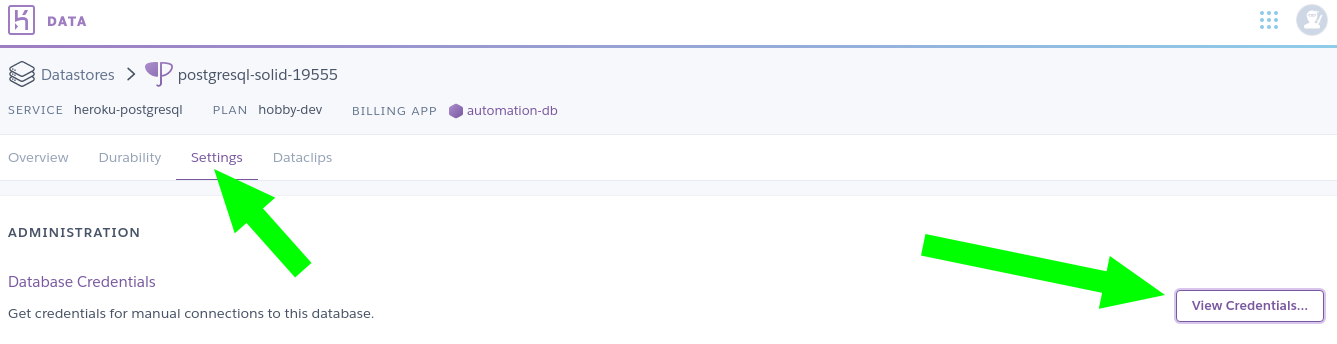 DATA
Datastores postgresql-solid-19555
SERVICE heroku-postgresql PLAN hobby-dev BILLING APP automation-db
Overview Durability Settings Dataclips
ADMINISTRATION
Database Credentials
Get credentials for manual connections to this database.
View Credentials...